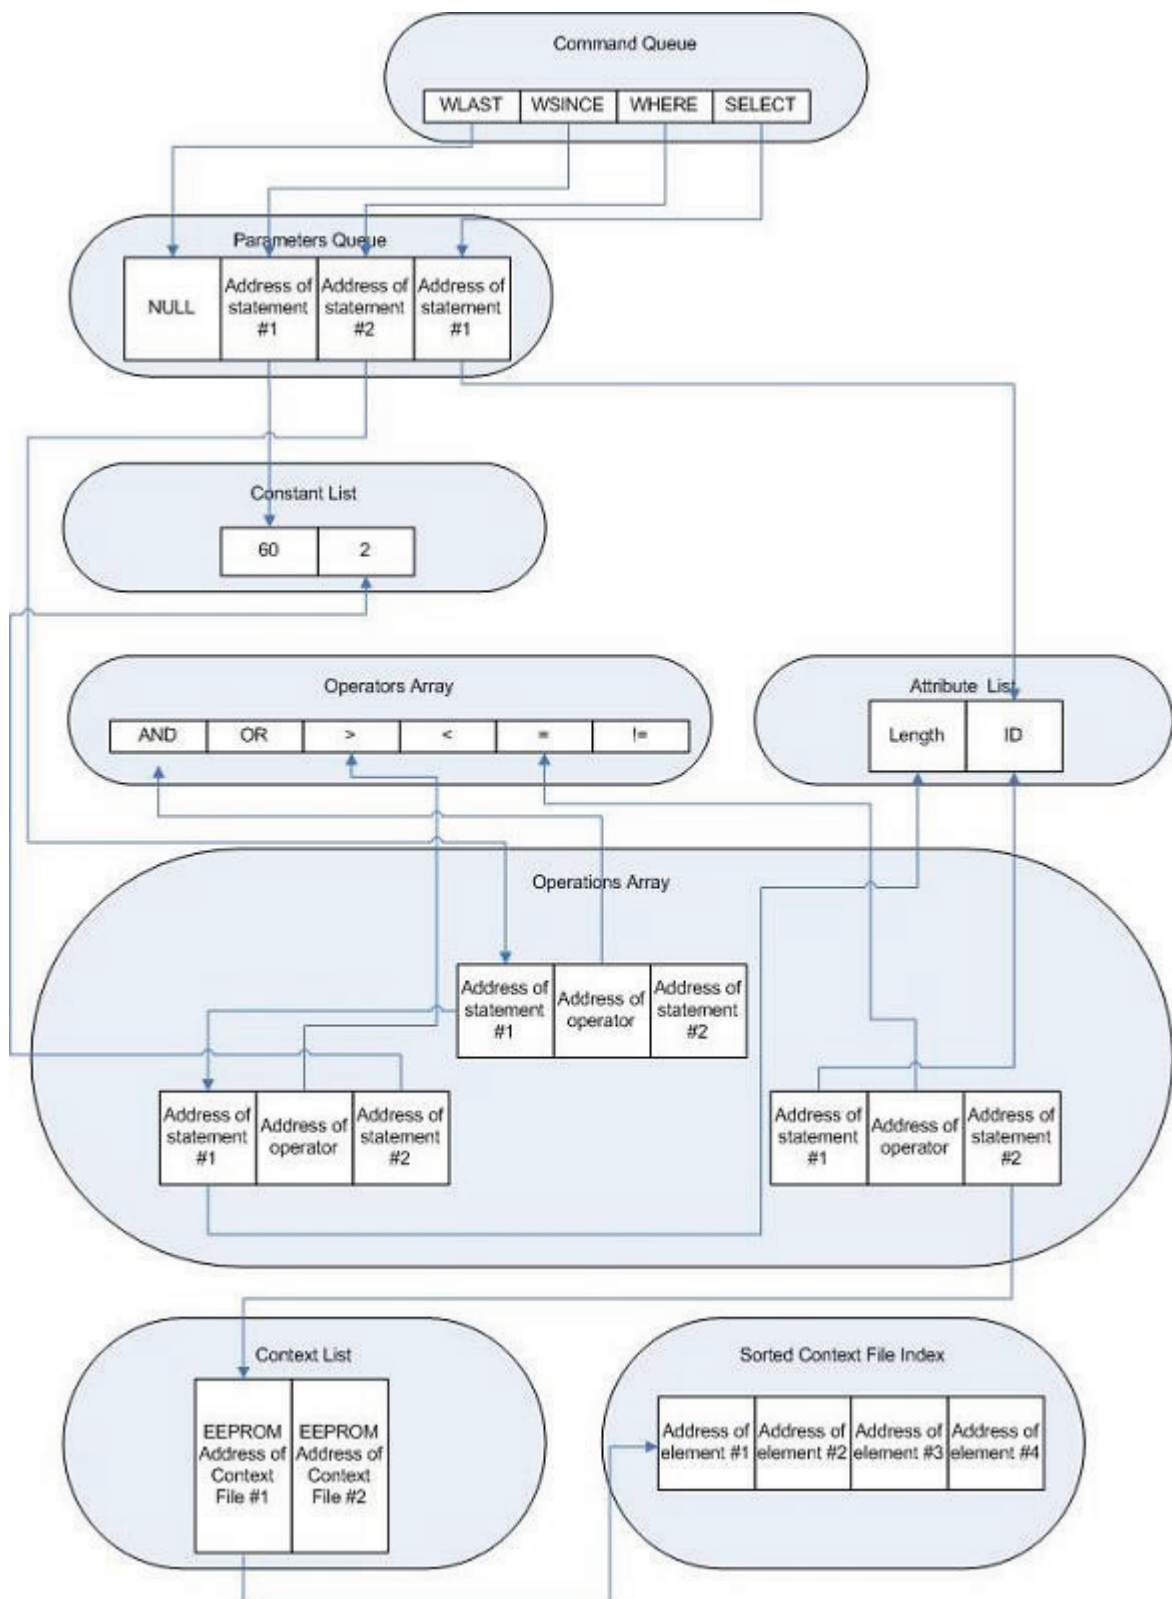 Command Queue
WLAST WSINCE WHERE SELECT
Parameters Queue
NULL
Address of
statement
#1
Address of
statement
#2
Address of
statement
#1
Constant List
60 2
Operators Array
AND OR > < = !=
Attribute List
Length ID
Operations Array
Address of
statement
#1
Address of
operator
Address of
statement
#2
Address of
statement
#1
Address of
operator
Address of
statement
#2
Address of
statement
#1
Address of
operator
Address of
statement
#2
Context List
EEPROM
Address of
Context
File #1
EEPROM
Address of
Context
File #2
Sorted Context File Index
Address of
element #1
Address of
element #2
Address of
element #3
Address of
element #4